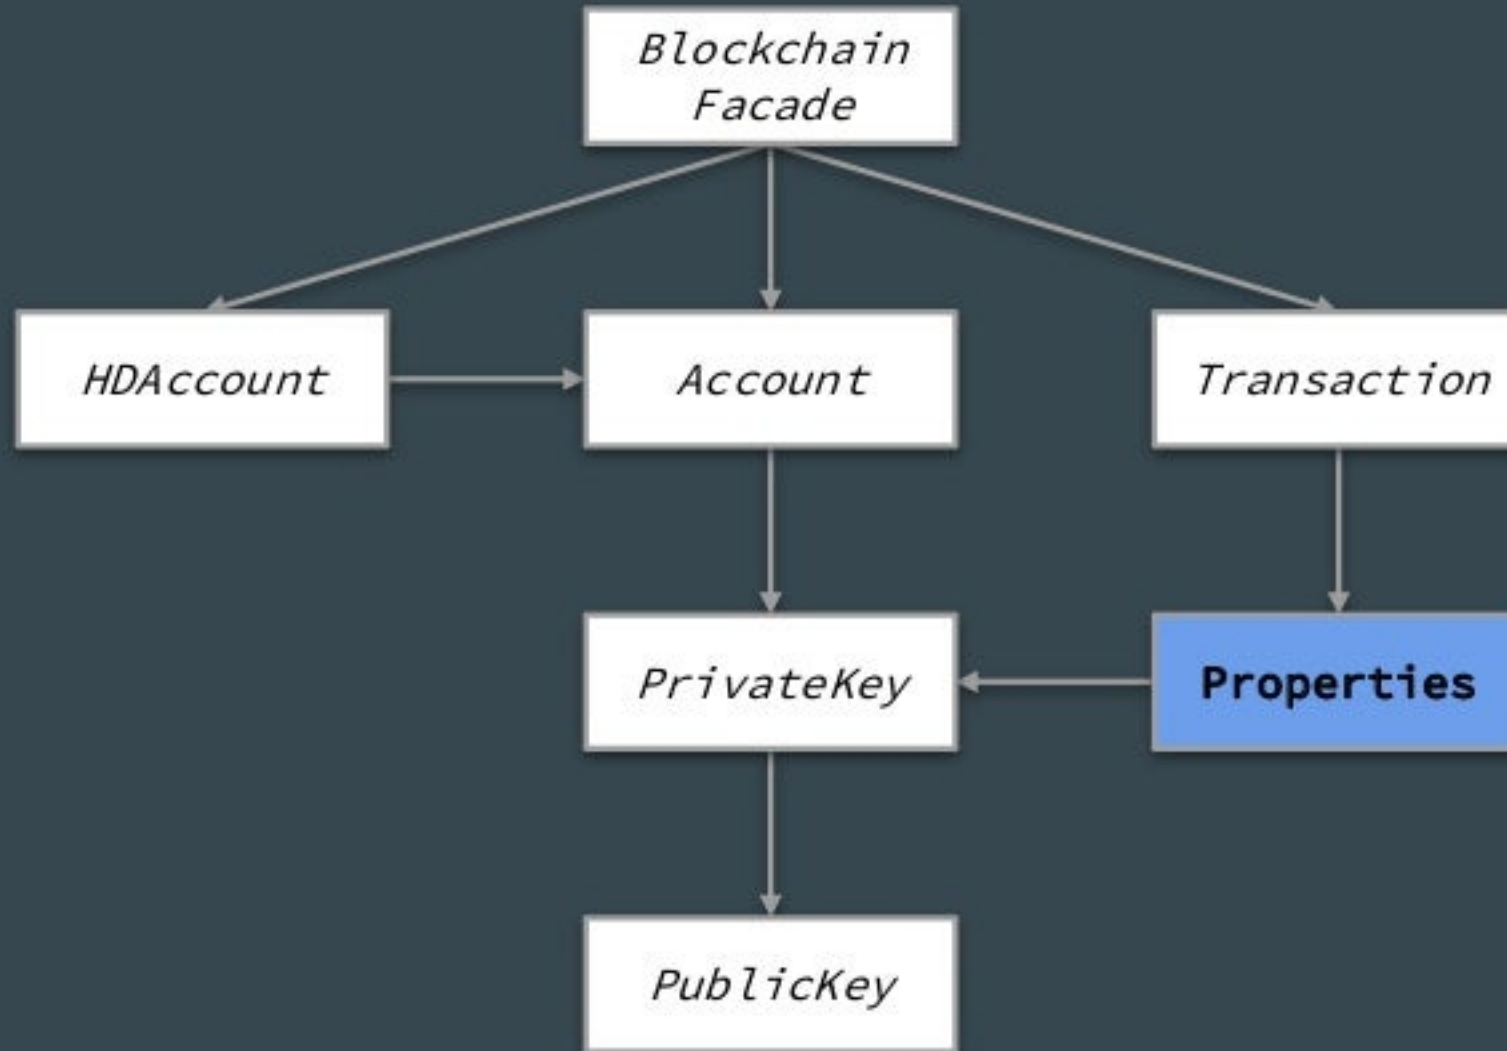 Blockchain
Facade
HDAccount
Account
Transaction
PrivateKey
Properties
PublicKey